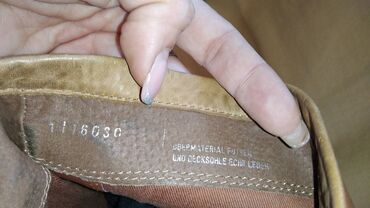 1116030
OBERMATERIAL FUTTER
UND DECKSOHLE ECHT LEDER